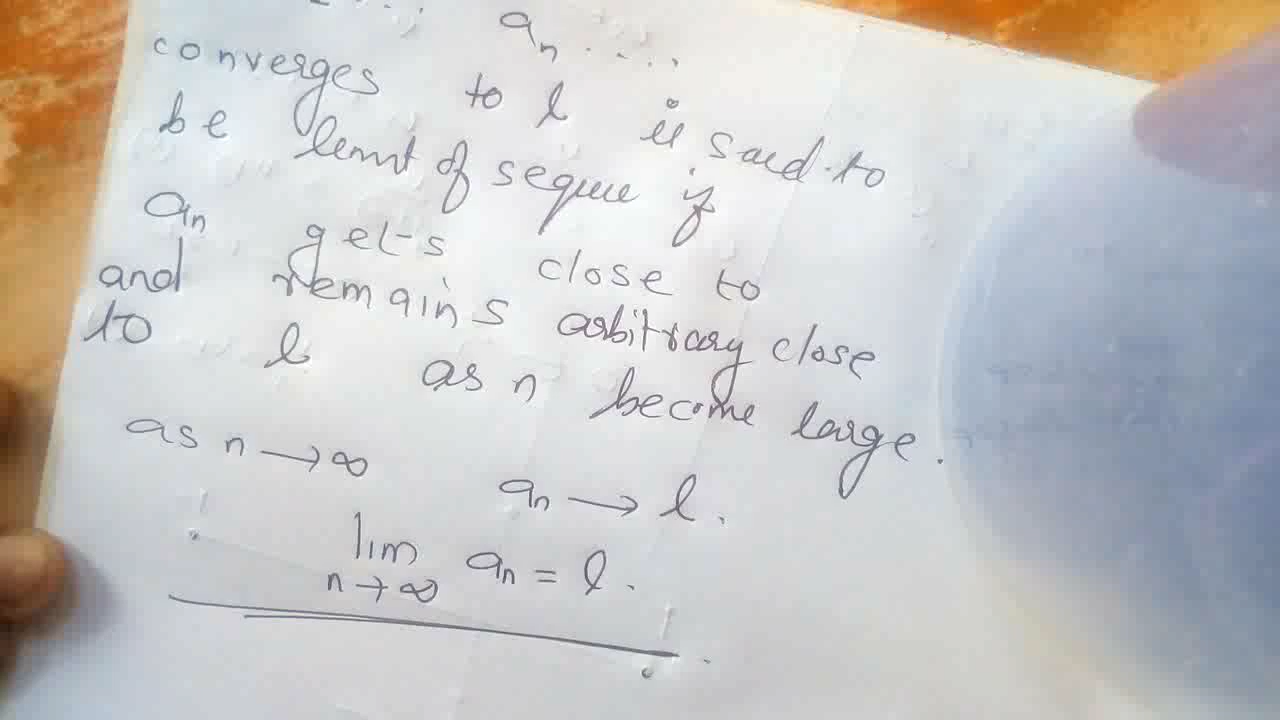 aₙ ...
converges to l is said to
be limit of seque if
aₙ gets close to
and remains arbitrary close
to l as n become large.
as n → ∞ aₙ → l.
lim aₙ = l.
n → ∞